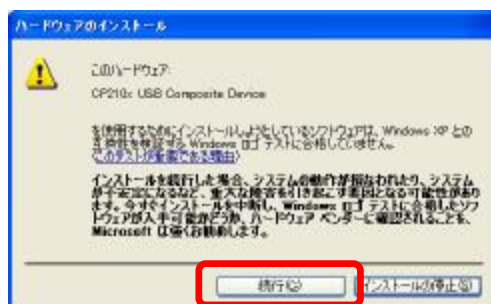 ハードウェアのインストール
このハードウェア:
CP210x USB Composite Device
を使用するためにインストールしようとしているソフトウェアは、Windows XP との
互換性を検証する Windows ロゴ テストに合格していません。
(このテストが重要である理由)
インストールを続行した場合、システムの動作が損なわれたり、システム
が不安定になるなど、重大な障害を引き起こす要因となる可能性があり
ます。今すぐインストールを中断し、Windows ロゴ テストに合格したソフ
トウェアが入手可能かどうか、ハードウェア ベンダーに確認されることを、
Microsoft は強くお勧めします。
続行(C)
インストールの停止(S)